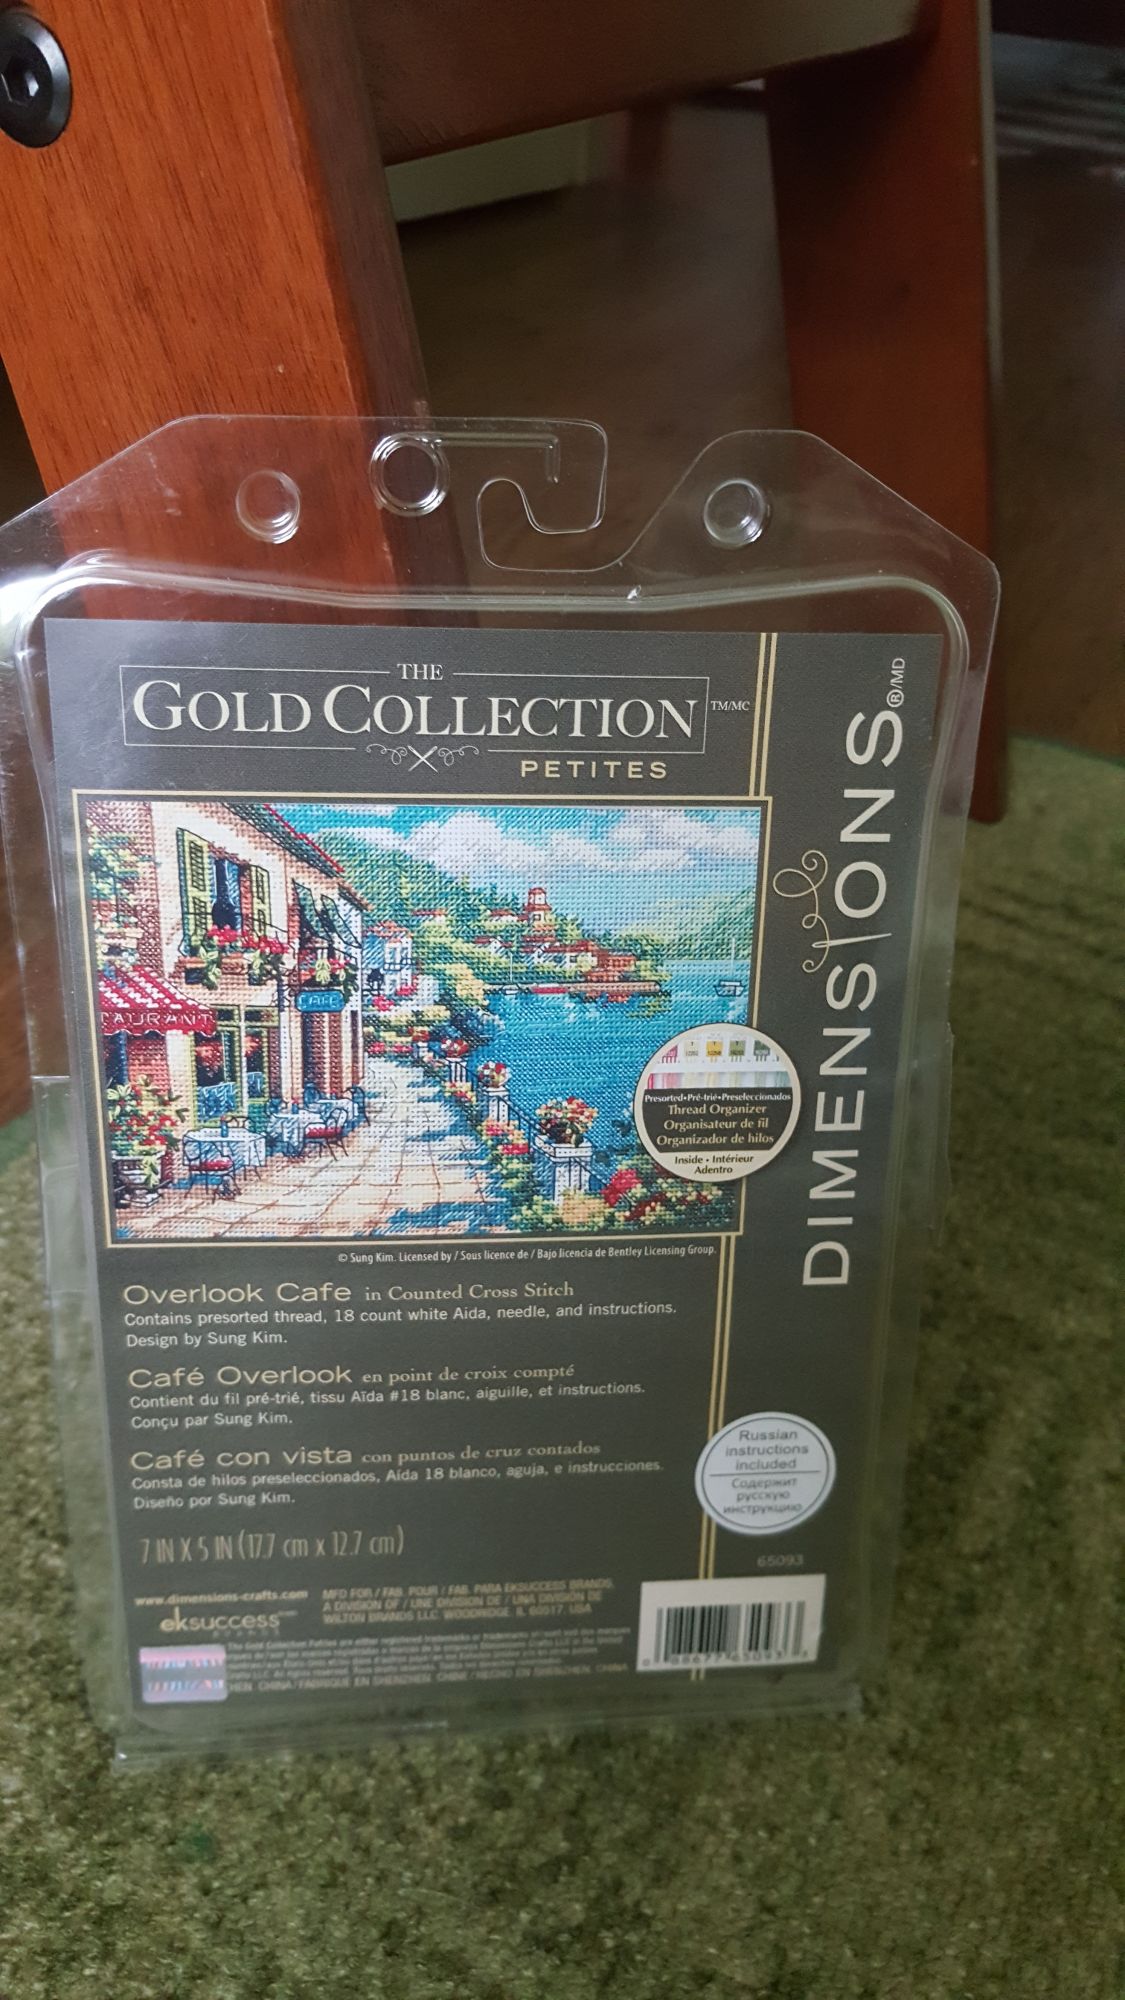 THE
GOLD COLLECTION TM/MC
PETITES
DIMENSIONS®/MD
CAFE
TAURANT
Presorted•Pré-trié•Preseleccionados
Thread Organizer
Organisateur de fil
Organizador de hilos
Inside • Intérieur
Adentro
© Sung Kim. Licensed by / Sous licence de / Bajo licencia de Bentley Licensing Group.
Overlook Cafe in Counted Cross Stitch
Contains presorted thread, 18 count white Aida, needle, and instructions.
Design by Sung Kim.
Café Overlook en point de croix compté
Contient du fil pré-trié, tissu Aïda #18 blanc, aiguille, et instructions.
Conçu par Sung Kim.
Café con vista con puntos de cruz contados
Consta de hilos preseleccionados, Aída 18 blanco, aguja, e instrucciones.
Diseño por Sung Kim.
Russian
instructions
included
Содержит
русскую
инструкцию
7 IN X 5 IN (17.7 cm x 12.7 cm)
65093
www.dimensions-crafts.com
eksuccess
BRANDS
MFD FOR / FAB. POUR / FAB. PARA EKSUCCESS BRANDS,
A DIVISION OF / UNE DIVISION DE / UNA DIVISIÓN DE
WILTON BRANDS LLC WOODRIDGE, IL 60517, USA